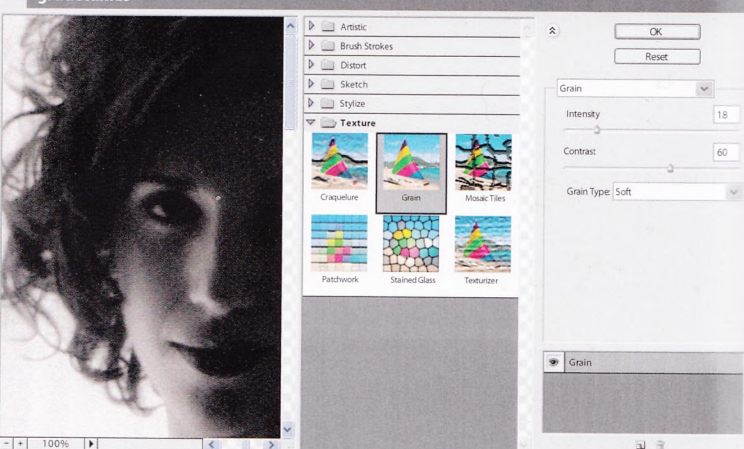 Artistic
Brush Strokes
Distort
Sketch
Stylize
Texture
Craquelure
Grain
Mosaic Tiles
Patchwork
Stained Glass
Texturizer
- + 100%
OK
Reset
Grain
Intensity 18
Contrast 60
Grain Type: Soft
Grain